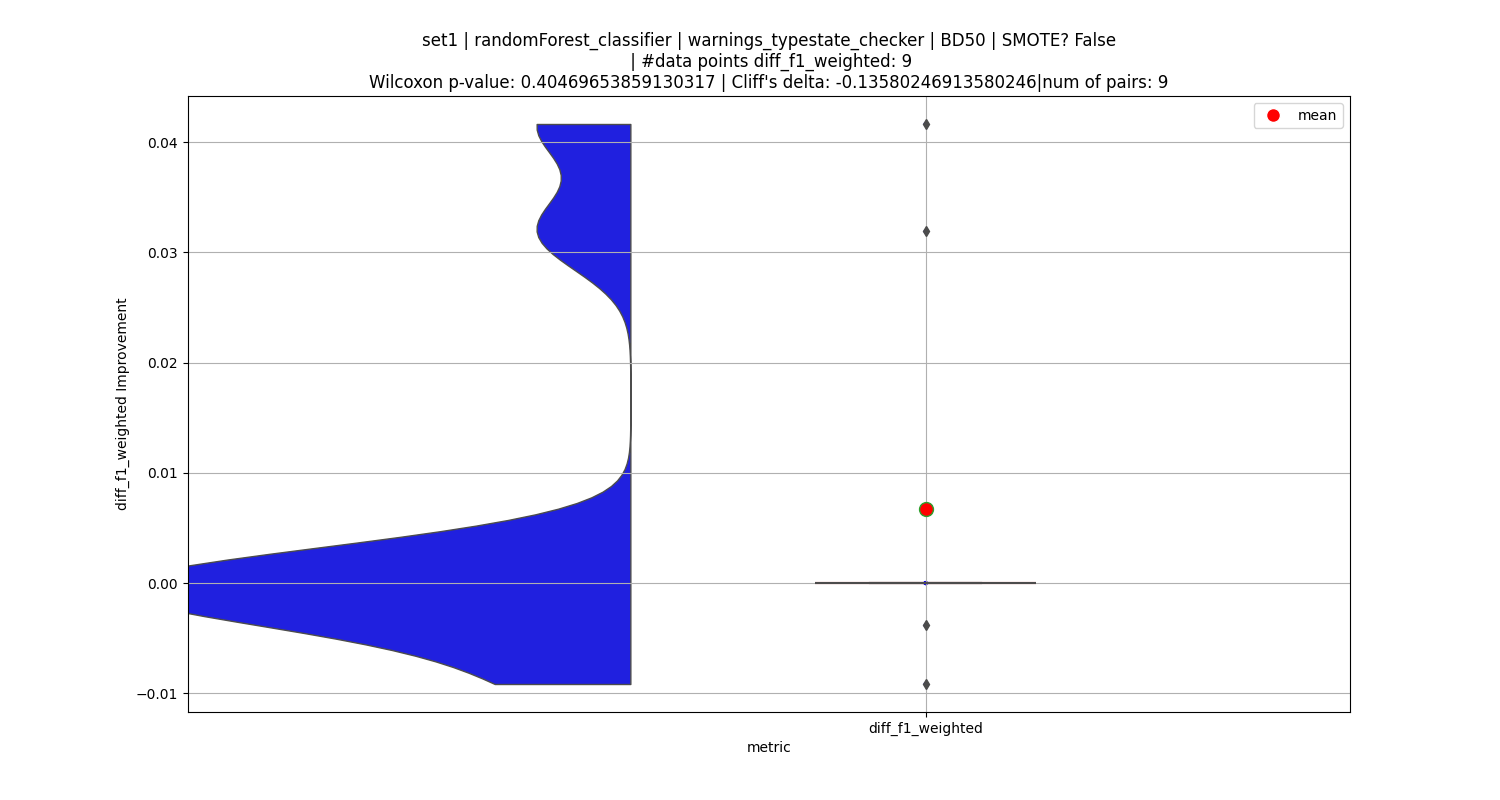 set1 | randomForest_classifier | warnings_typestate_checker | BD50 | SMOTE? False
| #data points diff_f1_weighted: 9
Wilcoxon p-value: 0.40469653859130317 | Cliff's delta: -0.13580246913580246|num of pairs: 9
mean
0.04
0.03
0.02
0.01
0.00
−0.01
diff_f1_weighted Improvement
diff_f1_weighted
metric